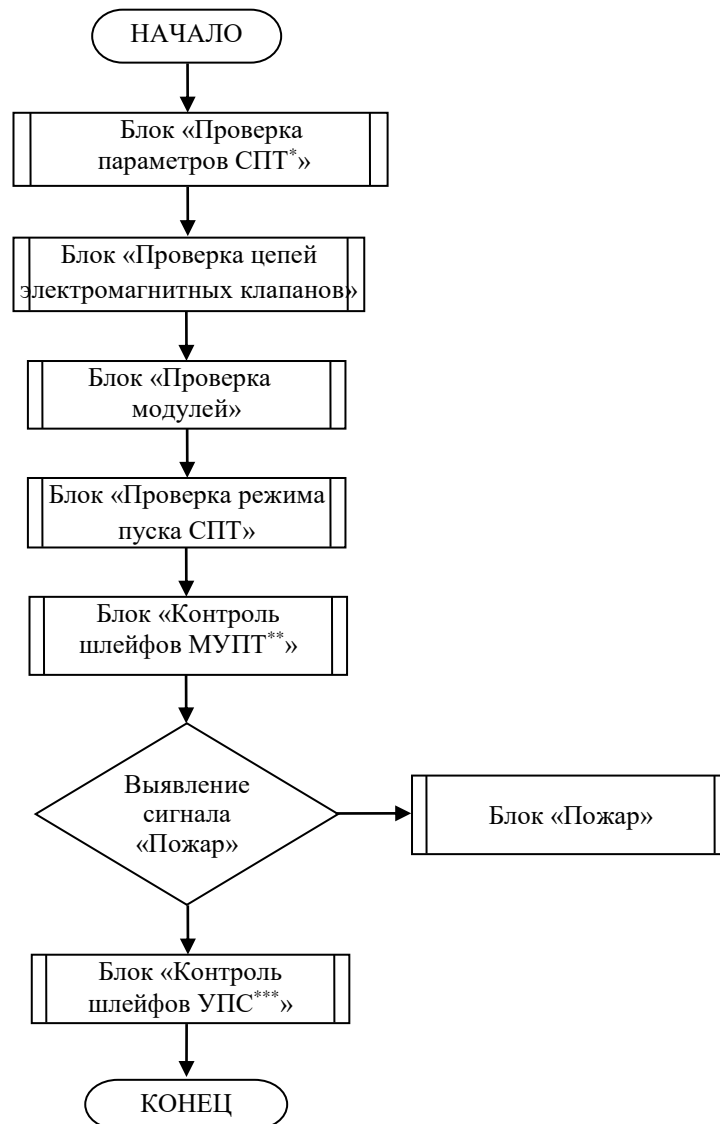 НАЧАЛО
Блок «Проверка
параметров СПТ*»
Блок «Проверка цепей
электромагнитных клапанов»
Блок «Проверка
модулей»
Блок «Проверка режима
пуска СПТ»
Блок «Контроль
шлейфов МУПТ**»
Выявление
сигнала
«Пожар»
Блок «Пожар»
Блок «Контроль
шлейфов УПС***»
КОНЕЦ